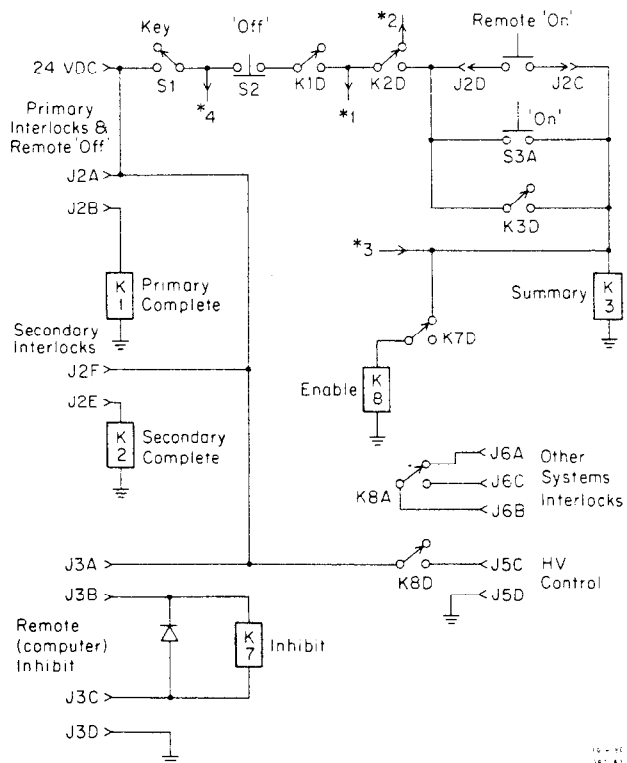 Key
'Off'
*2
Remote 'On'
24 VDC
S1
S2
K1D
K2D
J2D
J2C
*4
*1
Primary
Interlocks &
Remote 'Off'
'On'
S3A
J2A
J2B
K3D
*3
K
1
Primary
Complete
Summary
K
3
Secondary
Interlocks
K7D
J2F
Enable
K
8
J2E
K
2
Secondary
Complete
J6A
Other
J6C
Systems
K8A
J6B
Interlocks
J3A
J5C
HV
K8D
Control
J3B
J5D
Remote
(computer)
Inhibit
K
7
Inhibit
J3C
J3D